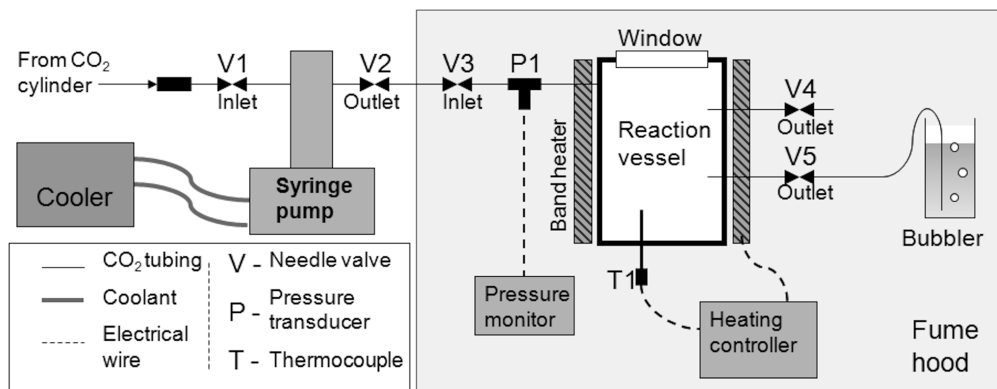 From CO₂
cylinder
V1
Inlet
V2
Outlet
V3
Inlet
P1
Window
Band heater
Reaction
vessel
V4
Outlet
V5
Outlet
Bubbler
Cooler
Syringe
pump
T1
Pressure
monitor
Heating
controller
Fume
hood
CO₂ tubing
Coolant
Electrical
wire
V - Needle valve
P - Pressure
transducer
T - Thermocouple